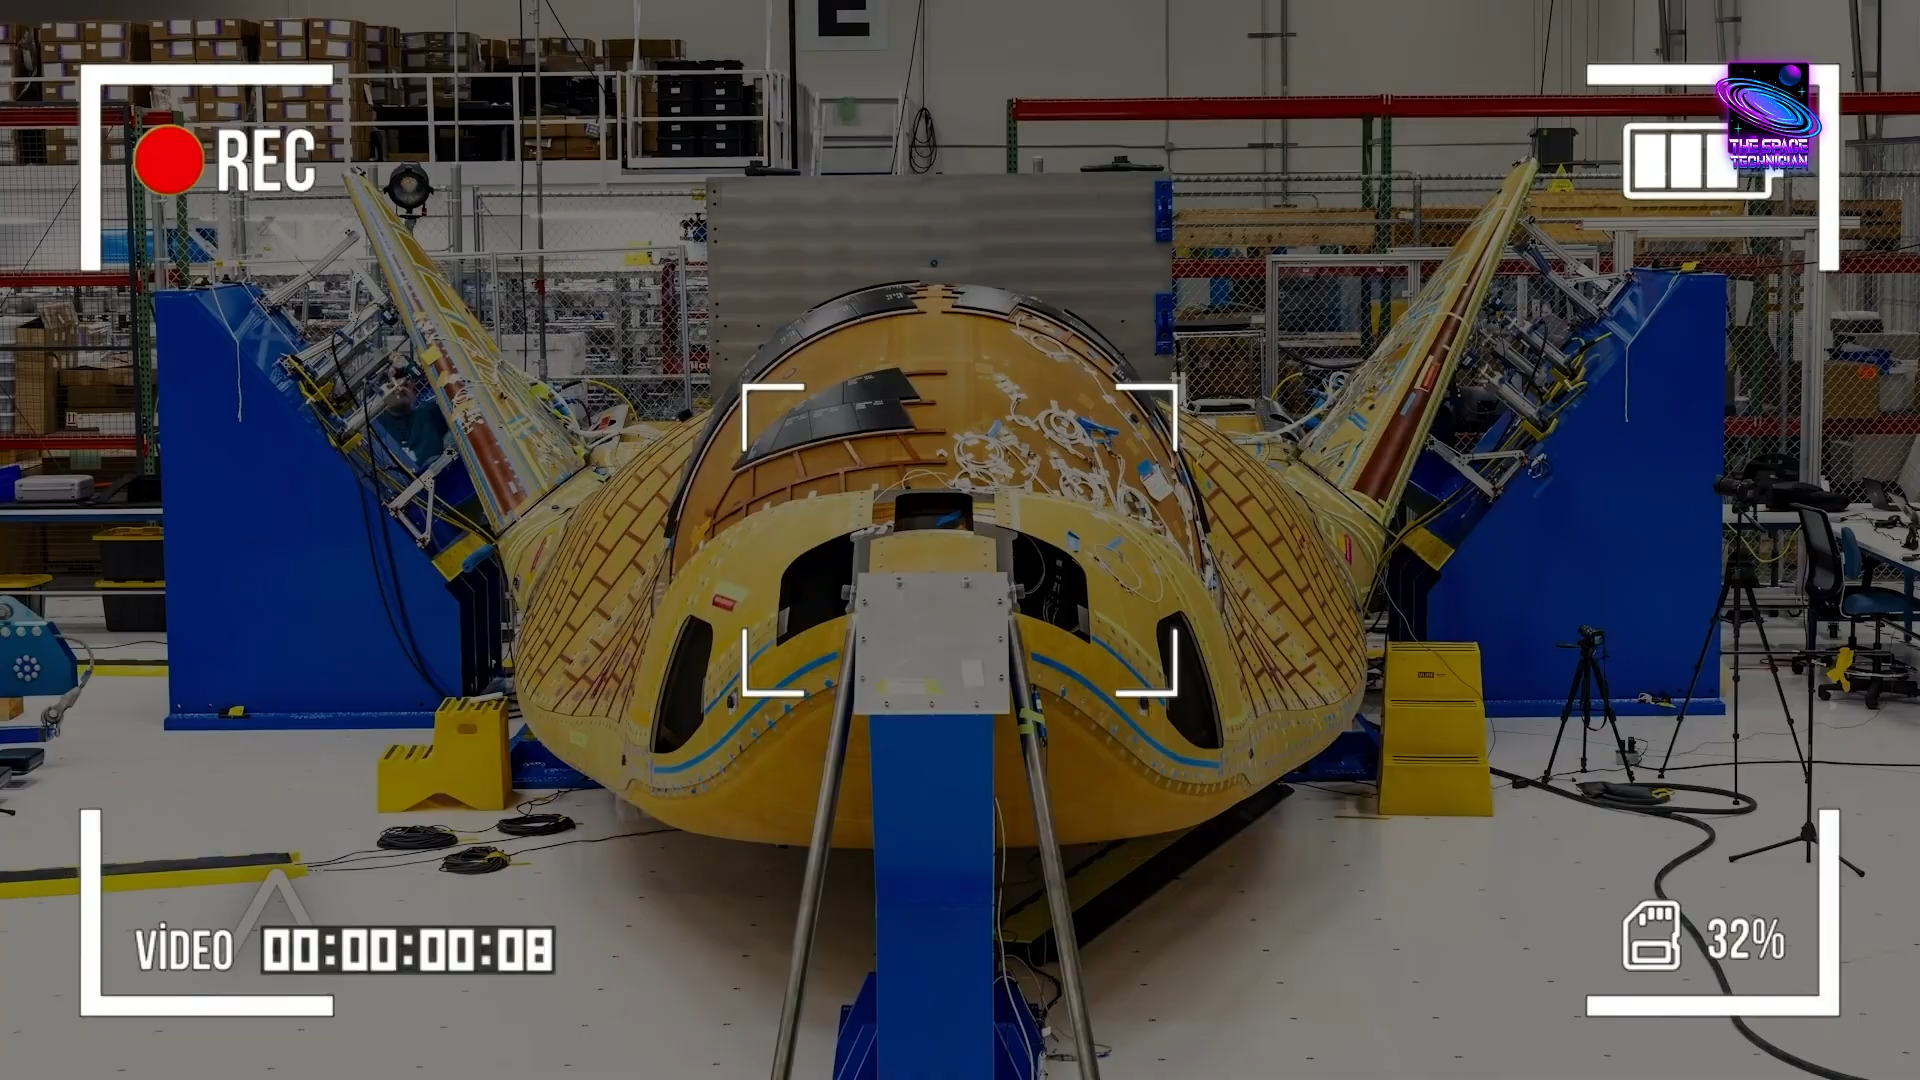 E
REC
THE SPACE
TECHNICIAN
VİDEO 00:00:00:08
32%